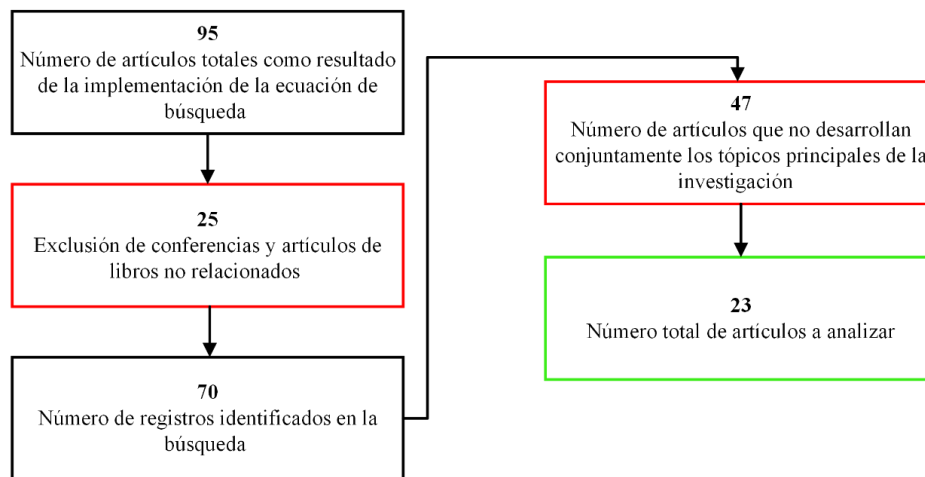 95
Número de artículos totales como resultado
de la implementación de la ecuación de
búsqueda
25
Exclusión de conferencias y artículos de
libros no relacionados
70
Número de registros identificados en la
búsqueda
47
Número de artículos que no desarrollan
conjuntamente los tópicos principales de la
investigación
23
Número total de artículos a analizar